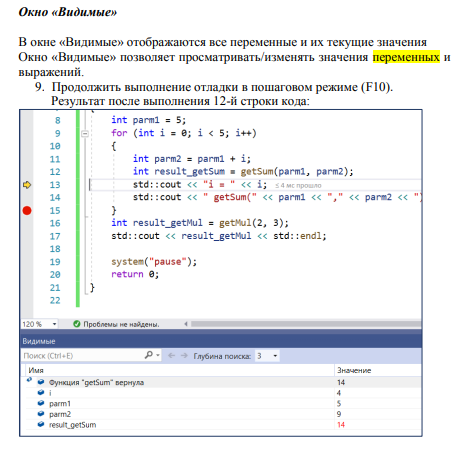 Окно «Видимые»
В окне «Видимые» отображаются все переменные и их текущие значения
Окно «Видимые» позволяет просматривать/изменять значения переменных и
выражений.
9. Продолжить выполнение отладки в пошаговом режиме (F10).
Результат после выполнения 12-й строки кода:
8 int parm1 = 5;
9 for (int i = 0; i < 5; i++)
10 {
11 int parm2 = parm1 + i;
12 int result_getSum = getSum(parm1, parm2);
13 std::cout << "i = " << i; ≤ 4 мс прошло
14 std::cout << " getSum(" << parm1 << "," << parm2 << ")
15 }
16 int result_getMul = getMul(2, 3);
17 std::cout << result_getMul << std::endl;
18
19 system("pause");
20 return 0;
21 }
22
120 % Проблемы не найдены.
Видимые
Поиск (Ctrl+E) Глубина поиска: 3
Имя Значение
Функция "getSum" вернула 14
i 4
parm1 5
parm2 9
result_getSum 14